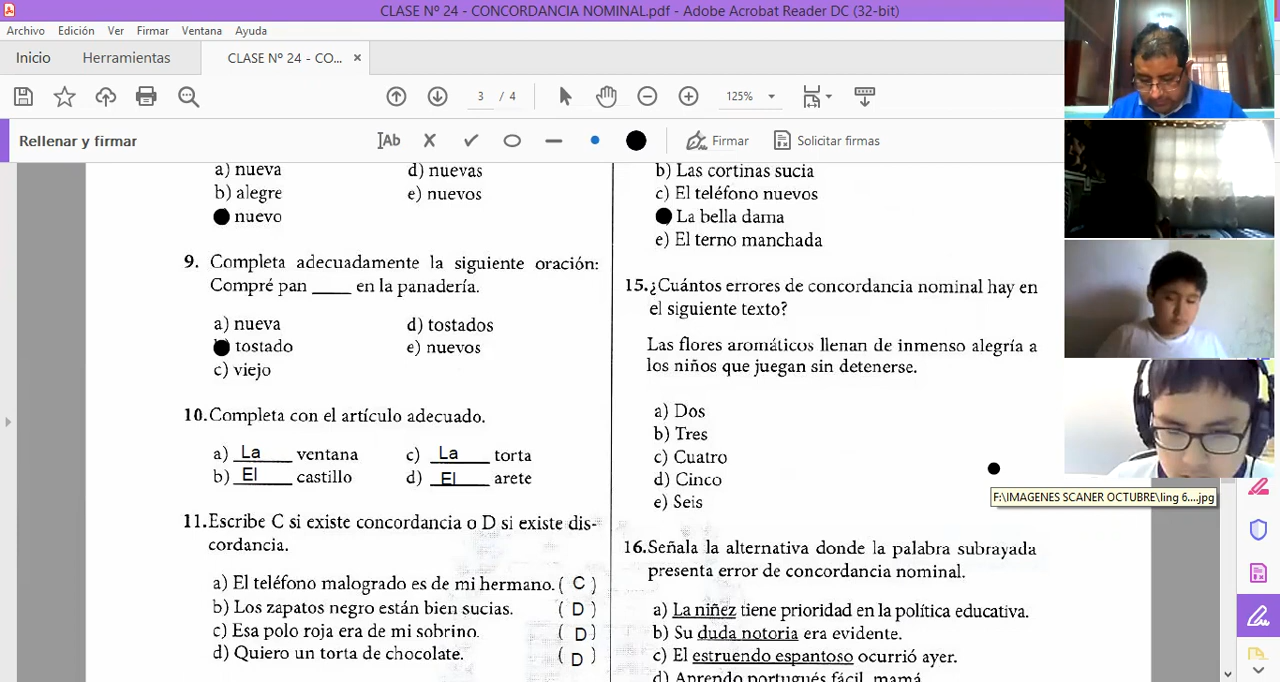 CLASE Nº 24 - CONCORDANCIA NOMINAL.pdf - Adobe Acrobat Reader DC (32-bit)
Archivo Edición Ver Firmar Ventana Ayuda
Inicio Herramientas CLASE Nº 24 - CO... ×
3 / 4 125%
Rellenar y firmar Ab Firmar Solicitar firmas
a) nueva d) nuevas
b) alegre e) nuevos
nuevo
9. Completa adecuadamente la siguiente oración:
Compré pan ____ en la panadería.
a) nueva d) tostados
tostado e) nuevos
c) viejo
10. Completa con el artículo adecuado.
a) La ventana c) La torta
b) El castillo d) El arete
11. Escribe C si existe concordancia o D si existe dis-
cordancia.
a) El teléfono malogrado es de mi hermano. ( C )
b) Los zapatos negro están bien sucias. ( D )
c) Esa polo roja era de mi sobrino. ( D )
d) Quiero un torta de chocolate. ( D )
b) Las cortinas sucia
c) El teléfono nuevos
La bella dama
e) El terno manchada
15. ¿Cuántos errores de concordancia nominal hay en
el siguiente texto?
Las flores aromáticos llenan de inmenso alegría a
los niños que juegan sin detenerse.
a) Dos
b) Tres
c) Cuatro
d) Cinco
e) Seis
16. Señala la alternativa donde la palabra subrayada
presenta error de concordancia nominal.
a) La niñez tiene prioridad en la política educativa.
b) Su duda notoria era evidente.
c) El estruendo espantoso ocurrió ayer.
d) Aprendo portugués fácil, mamá.
F:\IMAGENES SCANER OCTUBRE\ling 6....jpg